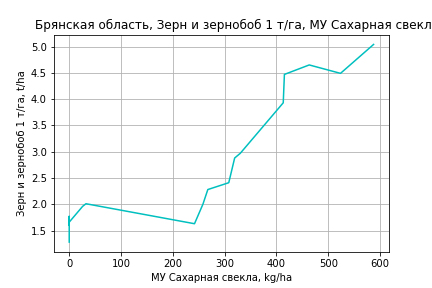 Брянская область, Зерн и зернобоб 1 т/га, МУ Сахарная свекл
Зерн и зернобоб 1 т/га, t/ha
5.0
4.5
4.0
3.5
3.0
2.5
2.0
1.5
0 100 200 300 400 500 600
МУ Сахарная свекла, kg/ha